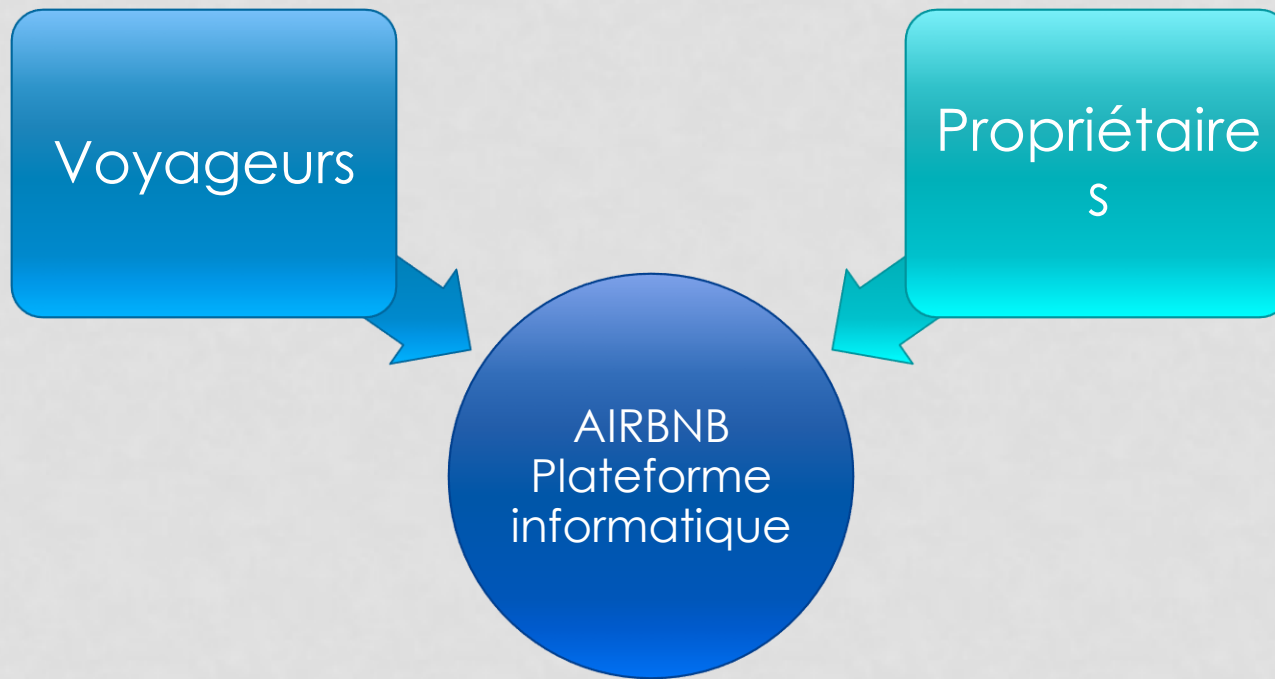 Voyageurs
Propriétaire
s
AIRBNB
Plateforme
informatique